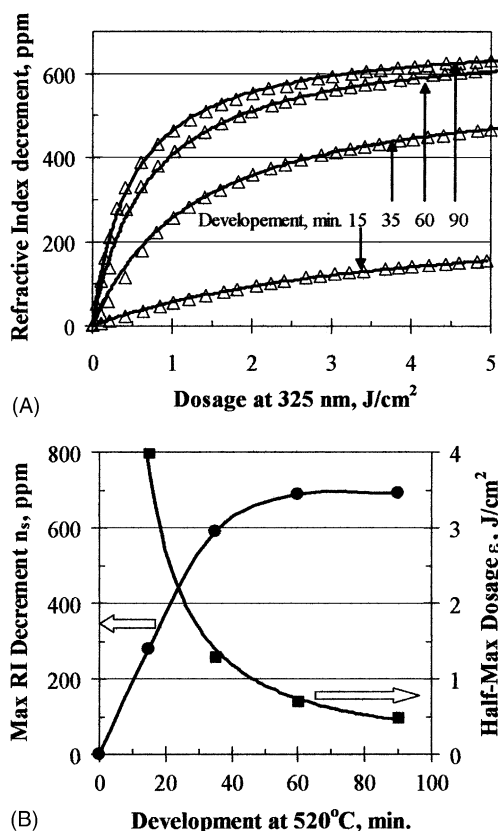 Refractive Index decrement, ppm
600
400
200
0
Developement, min. 15 35 60 90
0 1 2 3 4 5
Dosage at 325 nm, J/cm²
(A)
Max RI Decrement nₛ, ppm
800
600
400
200
0
4
3
2
1
0
Half-Max Dosage ε, J/cm²
0 20 40 60 80 100
Development at 520°C, min.
(B)